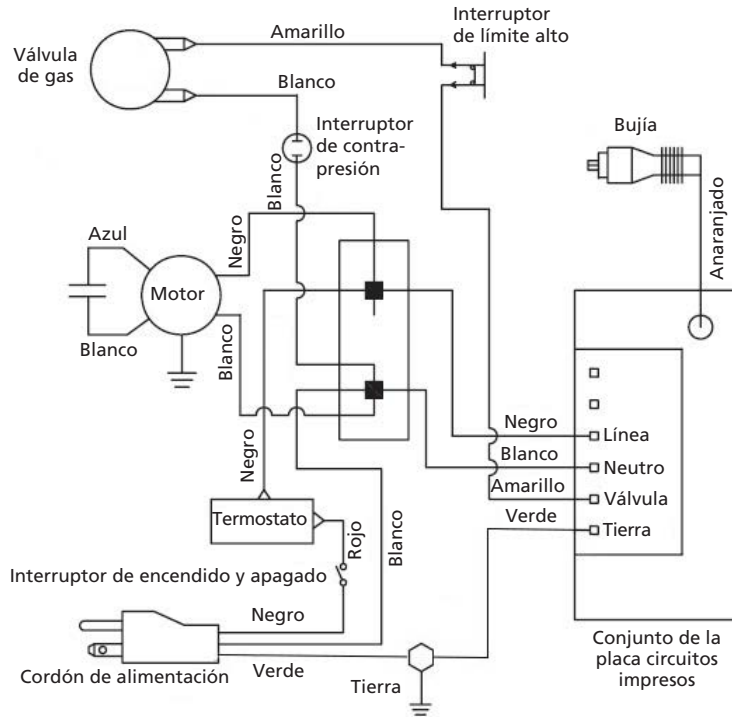 Interruptor
de límite alto
Amarillo
Válvula
de gas
Blanco
Interruptor
de contra-
presión
Bujía
Blanco
Anaranjado
Azul
Negro
Motor
Blanco
Blanco
Negro
Línea
Negro
Blanco
Neutro
Amarillo
Válvula
Verde
Tierra
Termostato
Rojo
Blanco
Interruptor de encendido y apagado
Negro
Cordón de alimentación
Verde
Tierra
Conjunto de la
placa circuitos
impresos